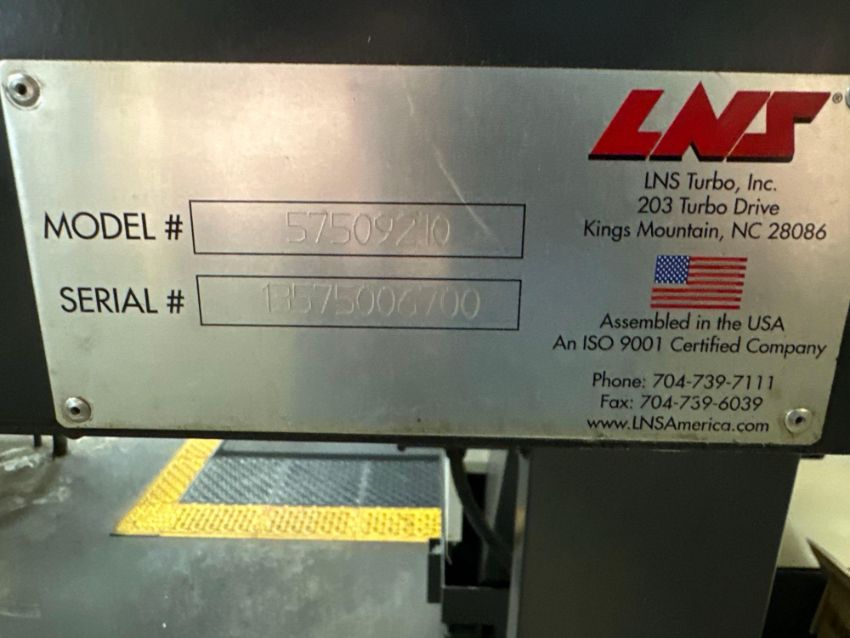 LNS®
LNS Turbo, Inc.
203 Turbo Drive
Kings Mountain, NC 28086
MODEL # 57509210
SERIAL #
Assembled in the USA
An ISO 9001 Certified Company
Phone: 704-739-7111
Fax: 704-739-6039
www.LNSAmerica.com